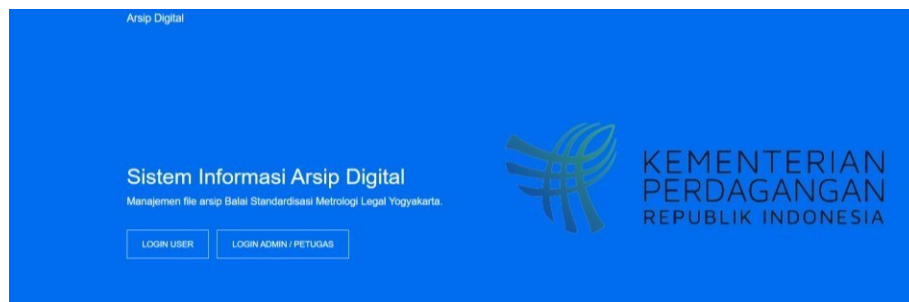 Arsip Digital
Sistem Informasi Arsip Digital
Manajemen file arsip Balai Standardisasi Metrologi Legal Yogyakarta.
LOGIN USER
LOGIN ADMIN / PETUGAS
KEMENTERIAN
PERDAGANGAN
REPUBLIK INDONESIA